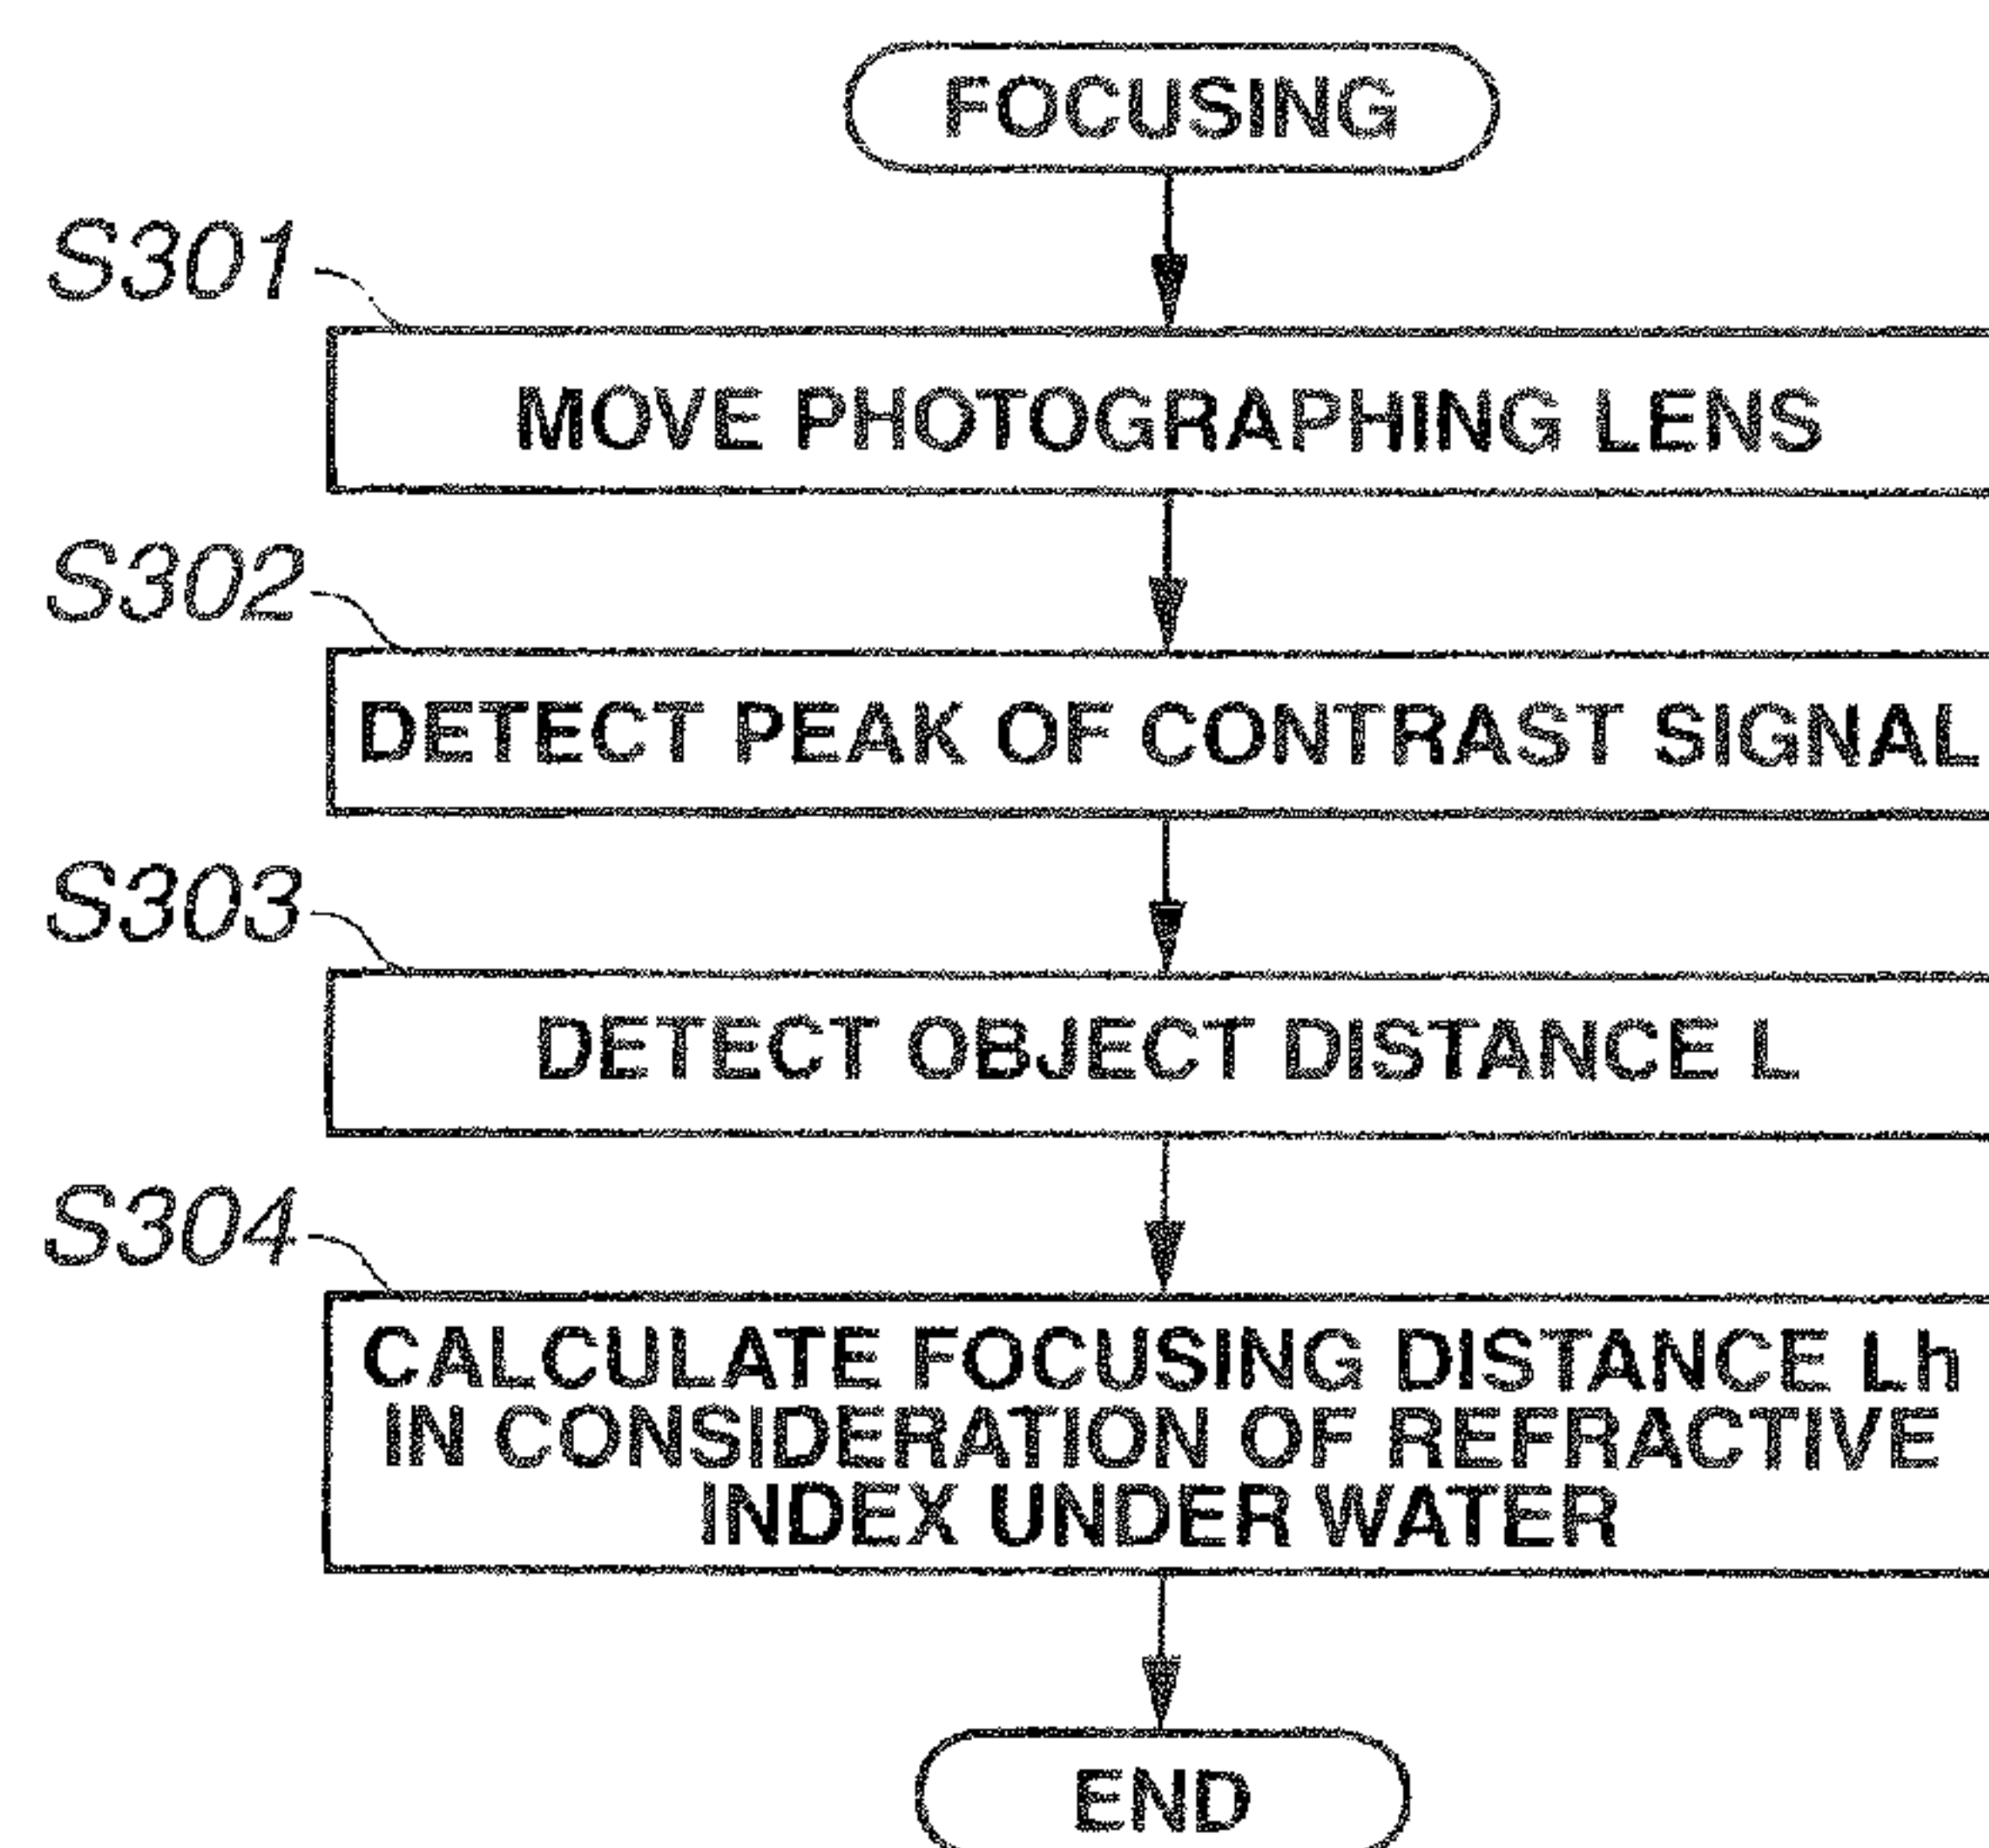 FOCUSING
S301
MOVE PHOTOGRAPHING LENS
S302
DETECT PEAK OF CONTRAST SIGNAL
S303
DETECT OBJECT DISTANCE L
S304
CALCULATE FOCUSING DISTANCE Lh
IN CONSIDERATION OF REFRACTIVE
INDEX UNDER WATER
END